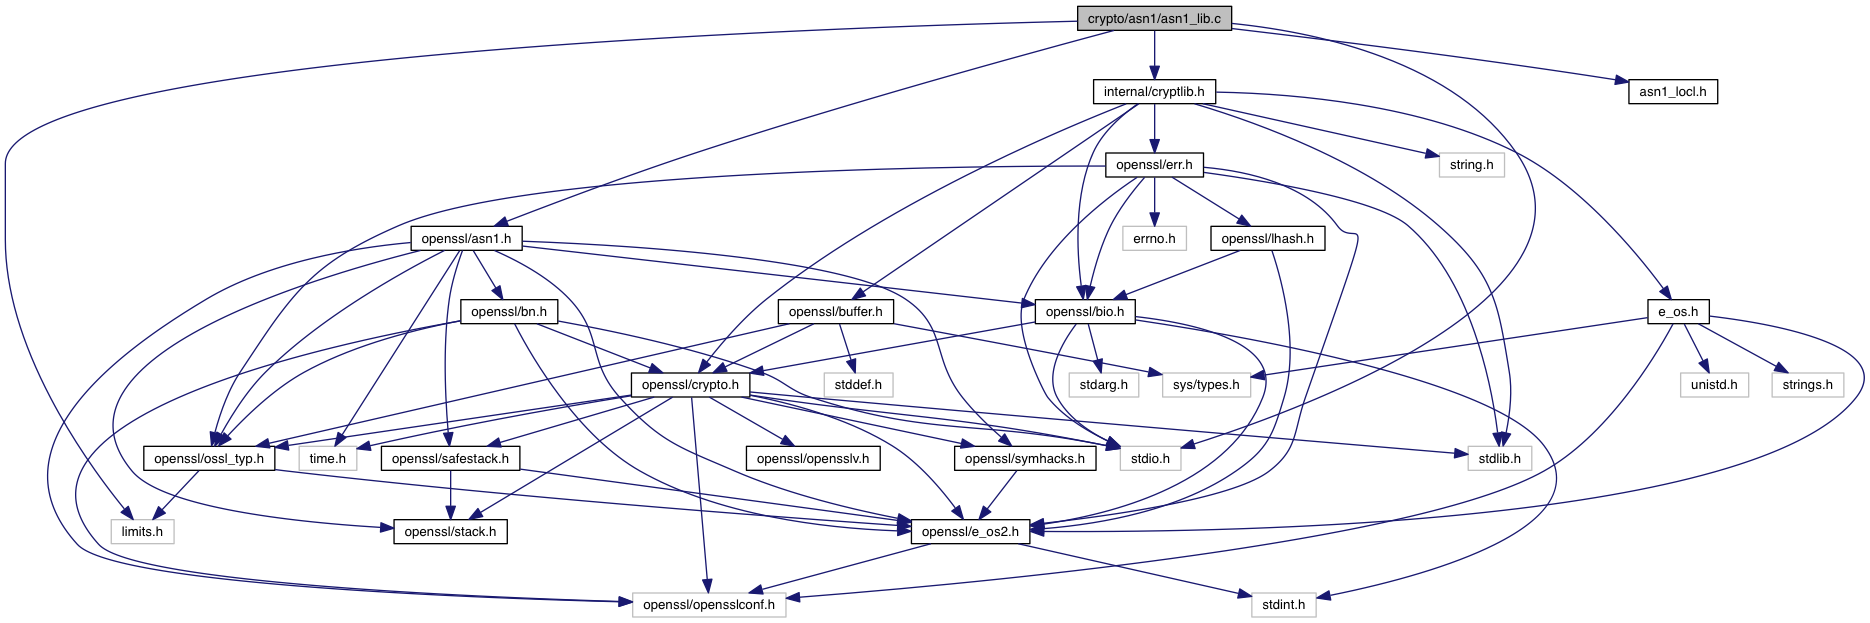 crypto/asn1/asn1_lib.c
internal/cryptlib.h
asn1_locl.h
openssl/err.h
string.h
openssl/asn1.h
errno.h
openssl/lhash.h
openssl/bn.h
openssl/buffer.h
openssl/bio.h
e_os.h
openssl/crypto.h
stddef.h
stdarg.h
sys/types.h
unistd.h
strings.h
openssl/ossl_typ.h
time.h
openssl/safestack.h
openssl/opensslv.h
openssl/symhacks.h
stdio.h
stdlib.h
limits.h
openssl/stack.h
openssl/e_os2.h
openssl/opensslconf.h
stdint.h